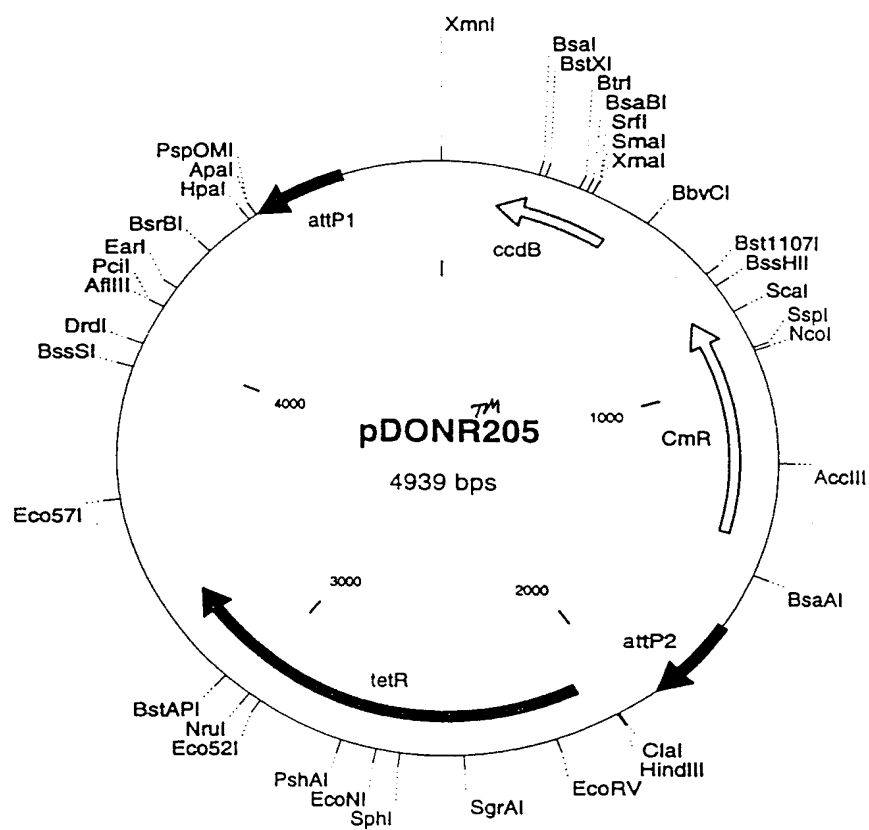 XmnI
BsaI
BstXI
BtrI
BsaBI
SrfI
SmaI
XmaI
BbvCI
Bst1107I
BssHII
ScaI
SspI
NcoI
AccIII
BsaAI
ClaI
HindIII
EcoRV
SgrAI
SphI
EcoNI
PshAI
Eco52I
NruI
BstAPI
Eco57I
BssSI
DrdI
AflIII
PciI
EarI
BsrBI
HpaI
ApaI
PspOMI
attP1
ccdB
CmR
attP2
tetR
1000
2000
3000
4000
pDONR™205
4939 bps